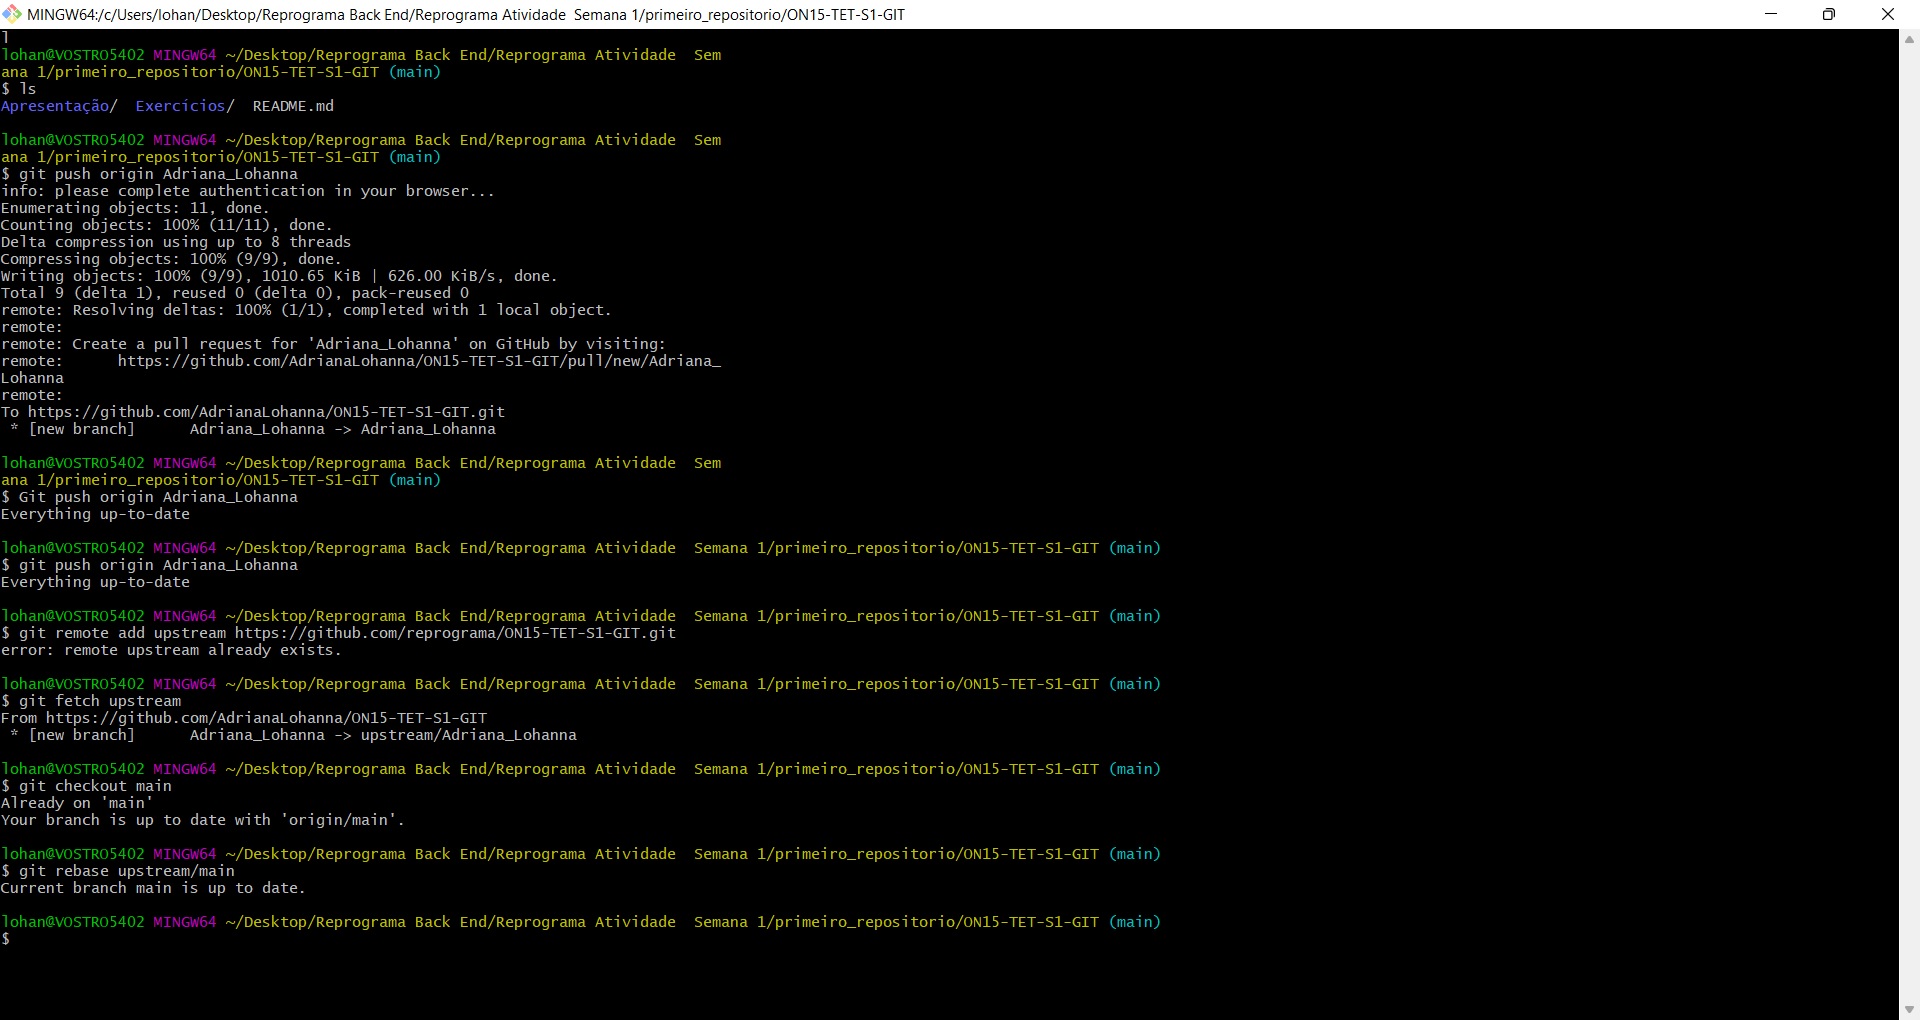 MINGW64:/c/Users/lohan/Desktop/Reprograma Back End/Reprograma Atividade  Semana 1/primeiro_repositorio/ON15-TET-S1-GIT
l
lohan@VOSTRO5402 MINGW64 ~/Desktop/Reprograma Back End/Reprograma Atividade  Sem
ana 1/primeiro_repositorio/ON15-TET-S1-GIT (main)
$ ls
Apresentação/  Exercícios/  README.md
lohan@VOSTRO5402 MINGW64 ~/Desktop/Reprograma Back End/Reprograma Atividade  Sem
ana 1/primeiro_repositorio/ON15-TET-S1-GIT (main)
$ git push origin Adriana_Lohanna
info: please complete authentication in your browser...
Enumerating objects: 11, done.
Counting objects: 100% (11/11), done.
Delta compression using up to 8 threads
Compressing objects: 100% (9/9), done.
Writing objects: 100% (9/9), 1010.65 KiB | 626.00 KiB/s, done.
Total 9 (delta 1), reused 0 (delta 0), pack-reused 0
remote: Resolving deltas: 100% (1/1), completed with 1 local object.
remote:
remote: Create a pull request for 'Adriana_Lohanna' on GitHub by visiting:
remote:      https://github.com/AdrianaLohanna/ON15-TET-S1-GIT/pull/new/Adriana_
Lohanna
remote:
To https://github.com/AdrianaLohanna/ON15-TET-S1-GIT.git
 * [new branch]      Adriana_Lohanna -> Adriana_Lohanna
lohan@VOSTRO5402 MINGW64 ~/Desktop/Reprograma Back End/Reprograma Atividade  Sem
ana 1/primeiro_repositorio/ON15-TET-S1-GIT (main)
$ Git push origin Adriana_Lohanna
Everything up-to-date
lohan@VOSTRO5402 MINGW64 ~/Desktop/Reprograma Back End/Reprograma Atividade  Semana 1/primeiro_repositorio/ON15-TET-S1-GIT (main)
$ git push origin Adriana_Lohanna
Everything up-to-date
lohan@VOSTRO5402 MINGW64 ~/Desktop/Reprograma Back End/Reprograma Atividade  Semana 1/primeiro_repositorio/ON15-TET-S1-GIT (main)
$ git remote add upstream https://github.com/reprograma/ON15-TET-S1-GIT.git
error: remote upstream already exists.
lohan@VOSTRO5402 MINGW64 ~/Desktop/Reprograma Back End/Reprograma Atividade  Semana 1/primeiro_repositorio/ON15-TET-S1-GIT (main)
$ git fetch upstream
From https://github.com/AdrianaLohanna/ON15-TET-S1-GIT
 * [new branch]      Adriana_Lohanna -> upstream/Adriana_Lohanna
lohan@VOSTRO5402 MINGW64 ~/Desktop/Reprograma Back End/Reprograma Atividade  Semana 1/primeiro_repositorio/ON15-TET-S1-GIT (main)
$ git checkout main
Already on 'main'
Your branch is up to date with 'origin/main'.
lohan@VOSTRO5402 MINGW64 ~/Desktop/Reprograma Back End/Reprograma Atividade  Semana 1/primeiro_repositorio/ON15-TET-S1-GIT (main)
$ git rebase upstream/main
Current branch main is up to date.
lohan@VOSTRO5402 MINGW64 ~/Desktop/Reprograma Back End/Reprograma Atividade  Semana 1/primeiro_repositorio/ON15-TET-S1-GIT (main)
$